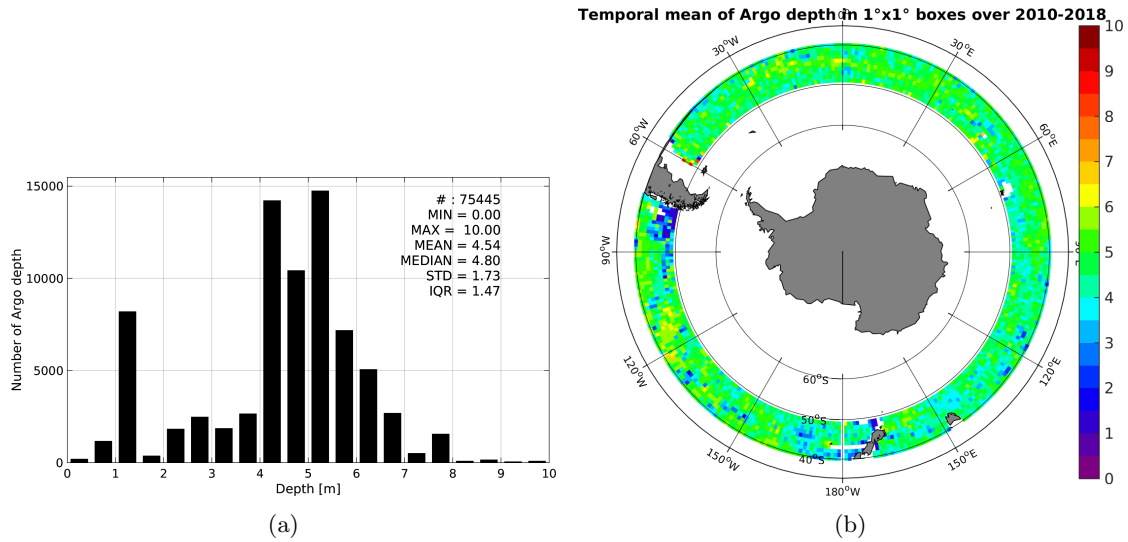 Temporal mean of Argo depth in 1°x1° boxes over 2010-2018
30°W
30°E
60°W
60°E
90°W
120°W
120°E
150°W
150°E
180°W
60°S
50°S
40°S
10
9
8
7
6
5
4
3
2
1
0
15000
10000
5000
0
Number of Argo depth
# : 75445
MIN = 0.00
MAX = 10.00
MEAN = 4.54
MEDIAN = 4.80
STD = 1.73
IQR = 1.47
0 1 2 3 4 5 6 7 8 9 10
Depth [m]
(a)
(b)